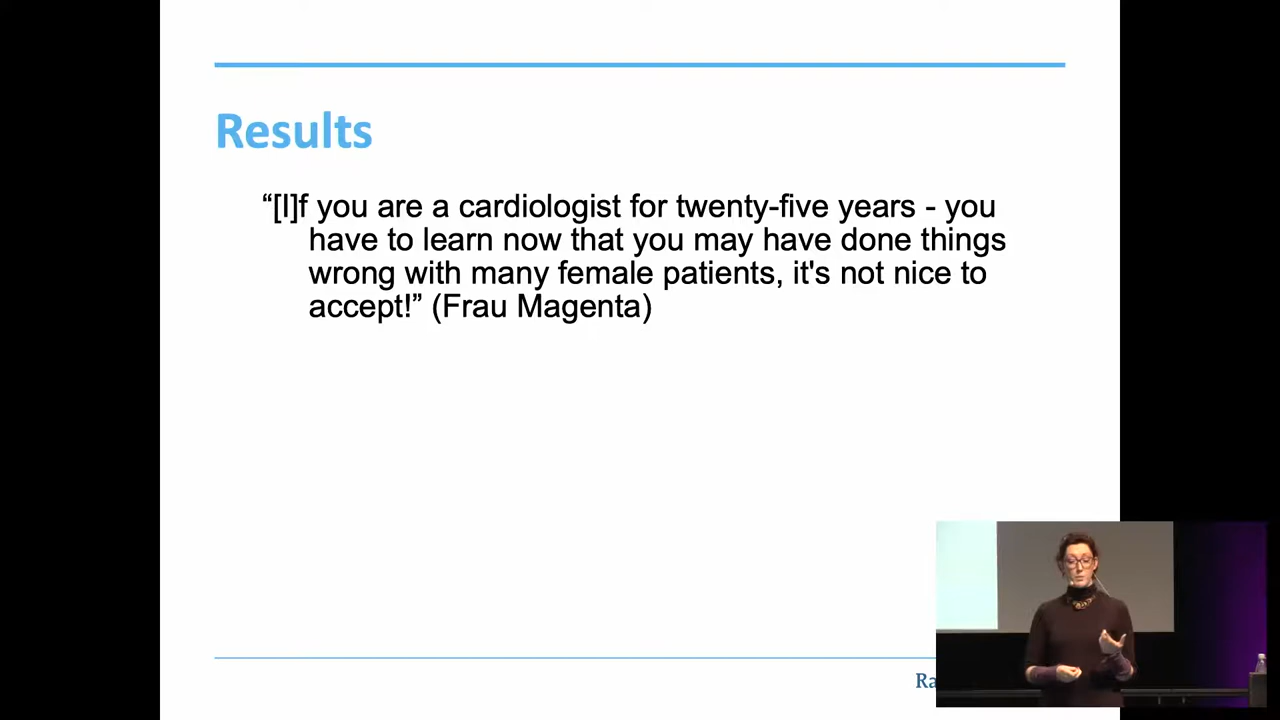 Results
“[I]f you are a cardiologist for twenty-five years - you
have to learn now that you may have done things
wrong with many female patients, it's not nice to
accept!” (Frau Magenta)